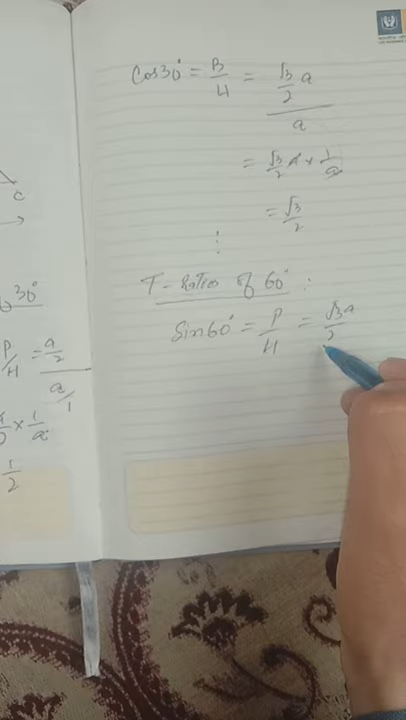 C
30°
P/H = a/2
a/1
× 1/a
1/2
Cos30° = B/H = √3/2 a
a
= √3/2 a × 1/a
= √3/2
⋮
T-Ratio of 60° :
Sin60° = P/H = √3a/2